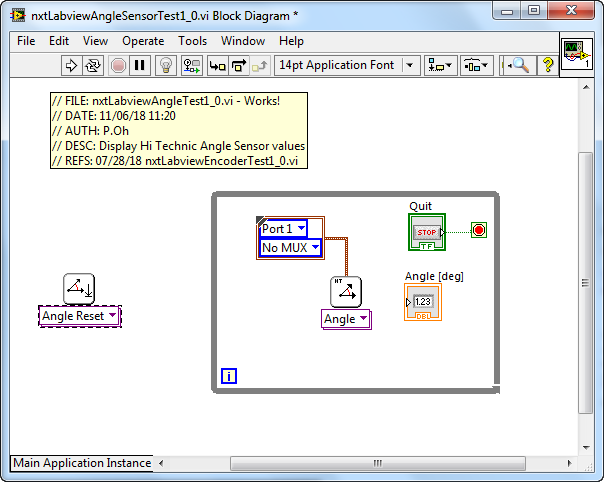 nxtLabviewAngleSensorTest1_0.vi Block Diagram *
File Edit View Operate Tools Window Help
14pt Application Font
1
// FILE: nxtLabviewAngleTest1_0.vi - Works!
// DATE: 11/06/18 11:20
// AUTH: P.Oh
// DESC: Display Hi Technic Angle Sensor values
// REFS: 07/28/18 nxtLabviewEncoderTest1_0.vi
Quit
Port 1
STOP
No MUX
TF
Angle [deg]
HT
1.23
Angle Reset
Angle
DBL
i
Main Application Instance